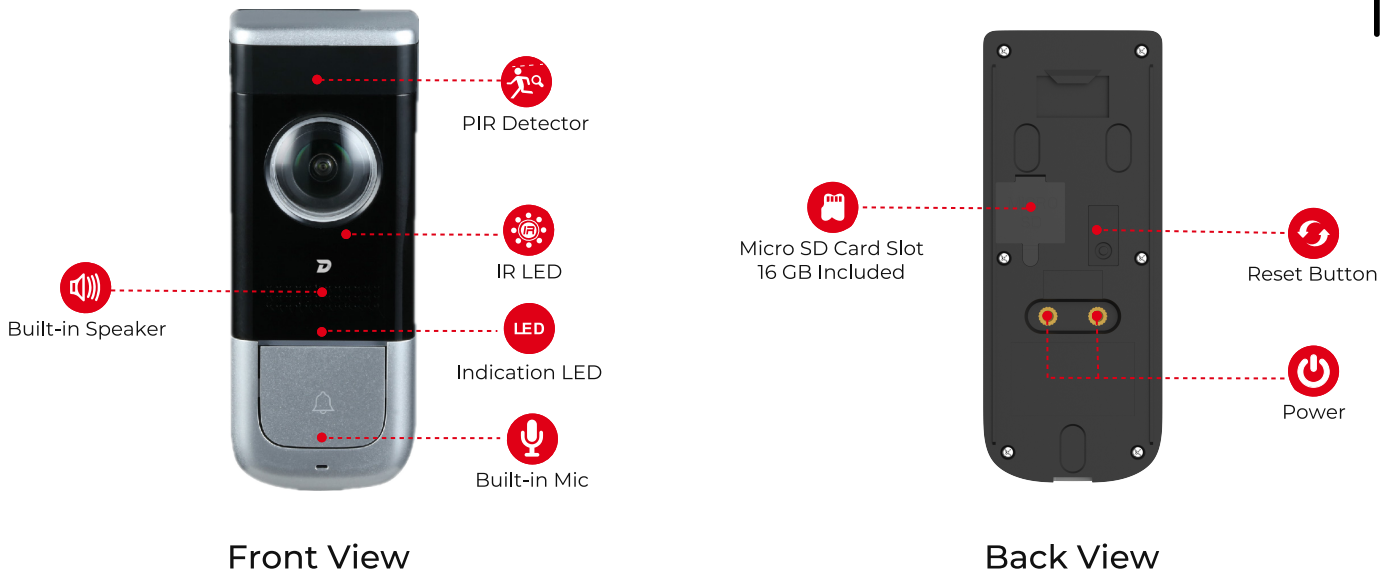 PIR Detector
IR
IR LED
Built-in Speaker
LED
Indication LED
Built-in Mic
Front View
Micro SD Card Slot
16 GB Included
Reset Button
Power
Back View